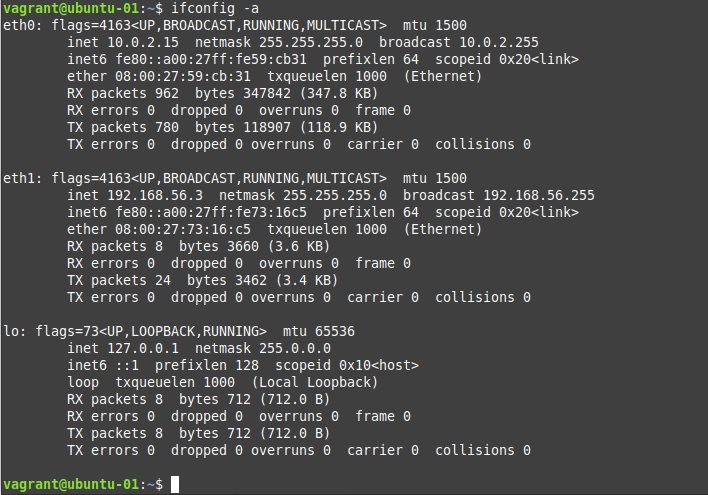 vagrant@ubuntu-01:~$ ifconfig -a
eth0: flags=4163<UP,BROADCAST,RUNNING,MULTICAST>  mtu 1500
        inet 10.0.2.15  netmask 255.255.255.0  broadcast 10.0.2.255
        inet6 fe80::a00:27ff:fe59:cb31  prefixlen 64  scopeid 0x20<link>
        ether 08:00:27:59:cb:31  txqueuelen 1000  (Ethernet)
        RX packets 962  bytes 347842 (347.8 KB)
        RX errors 0  dropped 0  overruns 0  frame 0
        TX packets 780  bytes 118907 (118.9 KB)
        TX errors 0  dropped 0 overruns 0  carrier 0  collisions 0

eth1: flags=4163<UP,BROADCAST,RUNNING,MULTICAST>  mtu 1500
        inet 192.168.56.3  netmask 255.255.255.0  broadcast 192.168.56.255
        inet6 fe80::a00:27ff:fe73:16c5  prefixlen 64  scopeid 0x20<link>
        ether 08:00:27:73:16:c5  txqueuelen 1000  (Ethernet)
        RX packets 8  bytes 3660 (3.6 KB)
        RX errors 0  dropped 0  overruns 0  frame 0
        TX packets 24  bytes 3462 (3.4 KB)
        TX errors 0  dropped 0 overruns 0  carrier 0  collisions 0

lo: flags=73<UP,LOOPBACK,RUNNING>  mtu 65536
        inet 127.0.0.1  netmask 255.0.0.0
        inet6 ::1  prefixlen 128  scopeid 0x10<host>
        loop  txqueuelen 1000  (Local Loopback)
        RX packets 8  bytes 712 (712.0 B)
        RX errors 0  dropped 0  overruns 0  frame 0
        TX packets 8  bytes 712 (712.0 B)
        TX errors 0  dropped 0 overruns 0  carrier 0  collisions 0

vagrant@ubuntu-01:~$